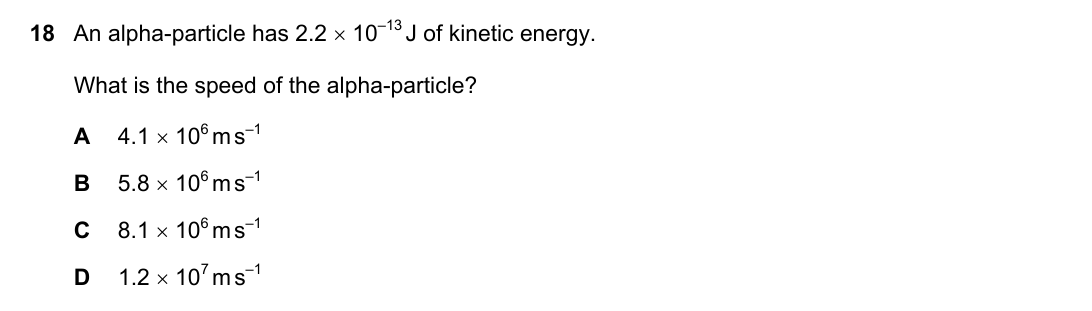 18 An alpha-particle has 2.2 × 10⁻¹³ J of kinetic energy.
What is the speed of the alpha-particle?
A 4.1 × 10⁶ m s⁻¹
B 5.8 × 10⁶ m s⁻¹
C 8.1 × 10⁶ m s⁻¹
D 1.2 × 10⁷ m s⁻¹